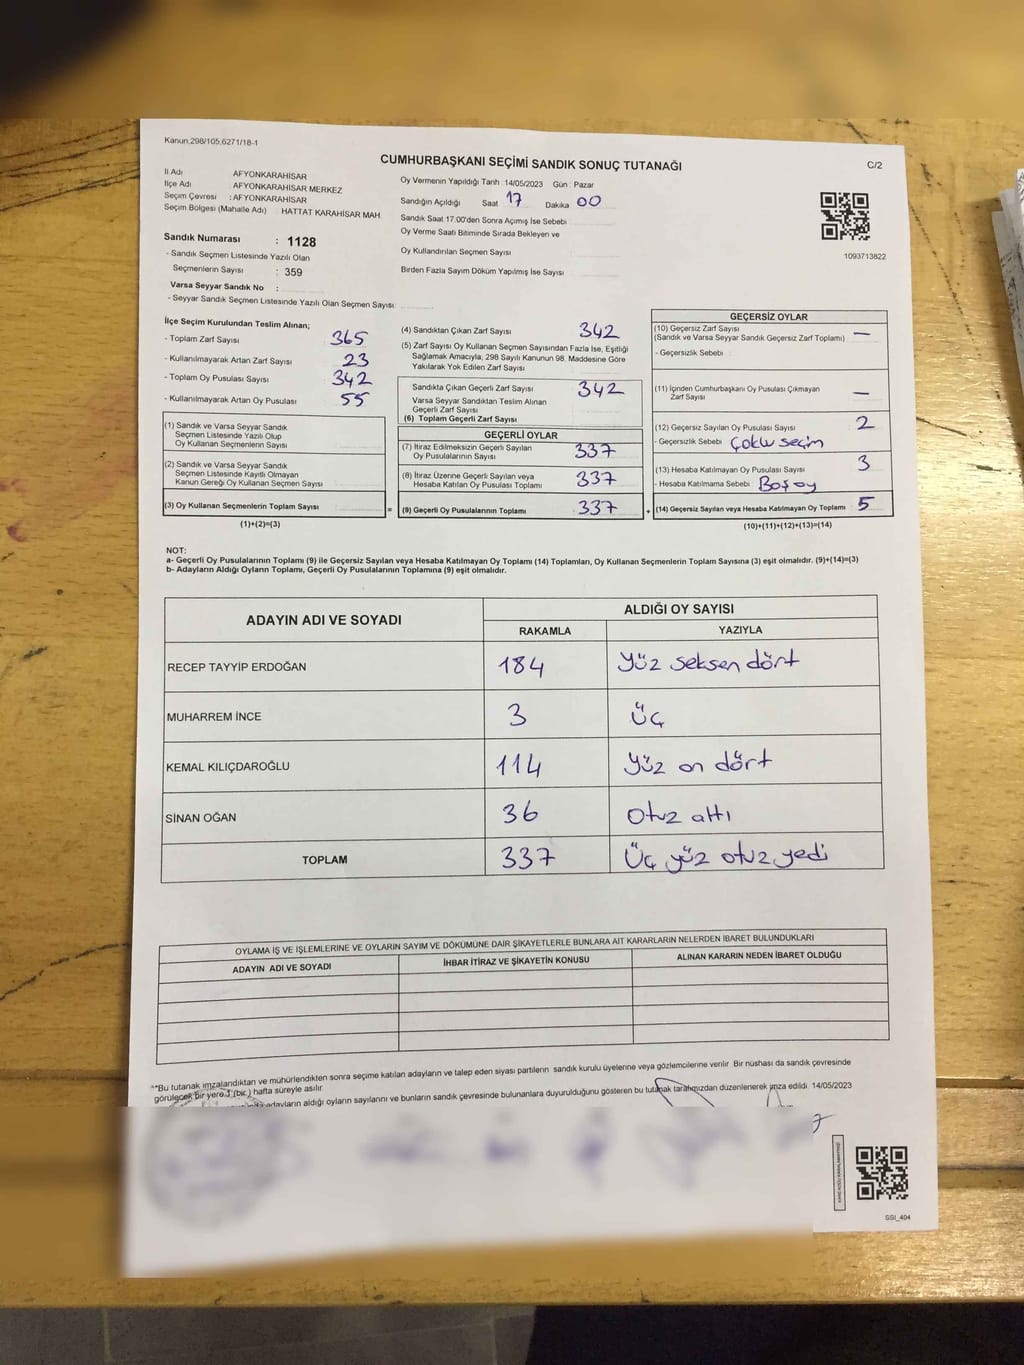 Kanun,298/105,6271/18-1
CUMHURBAŞKANI SEÇİMİ SANDIK SONUÇ TUTANAĞI
C/2
İl Adı AFYONKARAHİSAR
İlçe Adı AFYONKARAHİSAR MERKEZ
Seçim Çevresi : AFYONKARAHİSAR
Seçim Bölgesi (Mahalle Adı) HATTAT KARAHİSAR MAH
Sandık Numarası : 1128
- Sandık Seçmen Listesinde Yazılı Olan
Seçmenlerin Sayısı : 359
Varsa Seyyar Sandık No :
- Seyyar Sandık Seçmen Listesinde Yazılı Olan Seçmen Sayısı
Oy Vermenin Yapıldığı Tarih : 14/05/2023 Gün : Pazar
Sandığın Açıldığı Saat 17 Dakika 00
Sandık Saat 17.00'den Sonra Açımış İse Sebebi
Oy Verme Saati Bitiminde Sırada Bekleyen ve
Oy Kullandırılan Seçmen Sayısı
Birden Fazla Sayım Döküm Yapılmış İse Sayısı
1093713822
İlçe Seçim Kurulundan Teslim Alınan;
- Toplam Zarf Sayısı 365
- Kullanılmayarak Artan Zarf Sayısı 23
- Toplam Oy Pusulası Sayısı 342
- Kullanılmayarak Artan Oy Pusulası 55
(1) Sandık ve Varsa Seyyar Sandık
Seçmen Listesinde Yazılı Olup
Oy Kullanan Seçmenlerin Sayısı
(2) Sandık ve Varsa Seyyar Sandık
Seçmen Listesinde Kayıtlı Olmayan
Kanun Gereği Oy Kullanan Seçmen Sayısı
(3) Oy Kullanan Seçmenlerin Toplam Sayısı
(1)+(2)=(3)
(4) Sandıktan Çıkan Zarf Sayısı 342
(5) Zarf Sayısı Oy Kullanan Seçmen Sayısından Fazla İse, Eşitliği
Sağlamak Amacıyla, 298 Sayılı Kanunun 98. Maddesine Göre
Yakılarak Yok Edilen Zarf Sayısı
Sandıkta Çıkan Geçerli Zarf Sayısı 342
Varsa Seyyar Sandıktan Teslim Alınan
Geçerli Zarf Sayısı
(6) Toplam Geçerli Zarf Sayısı
GEÇERLİ OYLAR
(7) İtiraz Edilmeksizin Geçerli Sayılan
Oy Pusulalarının Sayısı 337
(8) İtiraz Üzerine Geçerli Sayılan veya
Hesaba Katılan Oy Pusulası Toplamı 337
= (9) Geçerli Oy Pusulalarının Toplamı 337
GEÇERSİZ OYLAR
(10) Geçersiz Zarf Sayısı
(Sandık ve Varsa Seyyar Sandık Geçersiz Zarf Toplamı) —
- Geçersizlik Sebebi
(11) İçinden Cumhurbaşkanı Oy Pusulası Çıkmayan
Zarf Sayısı —
(12) Geçersiz Sayılan Oy Pusulası Sayısı 2
- Geçersizlik Sebebi Çoklu seçim
(13) Hesaba Katılmayan Oy Pusulası Sayısı 3
- Hesaba Katılmama Sebebi Boş oy
+ (14) Geçersiz Sayılan veya Hesaba Katılmayan Oy Toplamı 5
(10)+(11)+(12)+(13)=(14)
NOT:
a- Geçerli Oy Pusulalarının Toplamı (9) ile Geçersiz Sayılan veya Hesaba Katılmayan Oy Toplamı (14) Toplamları, Oy Kullanan Seçmenlerin Toplam Sayısına (3) eşit olmalıdır. (9)+(14)=(3)
b- Adayların Aldığı Oyların Toplamı, Geçerli Oy Pusulalarının Toplamına (9) eşit olmalıdır.
ADAYIN ADI VE SOYADI ALDIĞI OY SAYISI
RAKAMLA YAZIYLA
RECEP TAYYİP ERDOĞAN 184 Yüz seksen dört
MUHARREM İNCE 3 Üç
KEMAL KILIÇDAROĞLU 114 Yüz on dört
SİNAN OĞAN 36 Otuz altı
TOPLAM 337 Üç yüz otuz yedi
OYLAMA İŞ VE İŞLEMLERİNE VE OYLARIN SAYIM VE DÖKÜMÜNE DAİR ŞİKAYETLERLE BUNLARA AİT KARARLARIN NELERDEN İBARET BULUNDUKLARI
ADAYIN ADI VE SOYADI İHBAR İTİRAZ VE ŞİKAYETİN KONUSU ALINAN KARARIN NEDEN İBARET OLDUĞU
**Bu tutanak imzalandıktan ve mühürlendikten sonra seçime katılan adayların ve talep eden siyasi partilerin sandık kurulu üyelerine veya gözlemcilerine verilir Bir nüshası da sandık çevresinde
görülecek bir yere 1 (bir) hafta süreyle asılır.
adayların aldığı oyların sayılarını ve bunların sandık çevresinde bulunanlara duyurulduğunu gösteren bu tutanak tarafımızdan düzenlenerek imza edildi. 14/05/2023
SSI_404